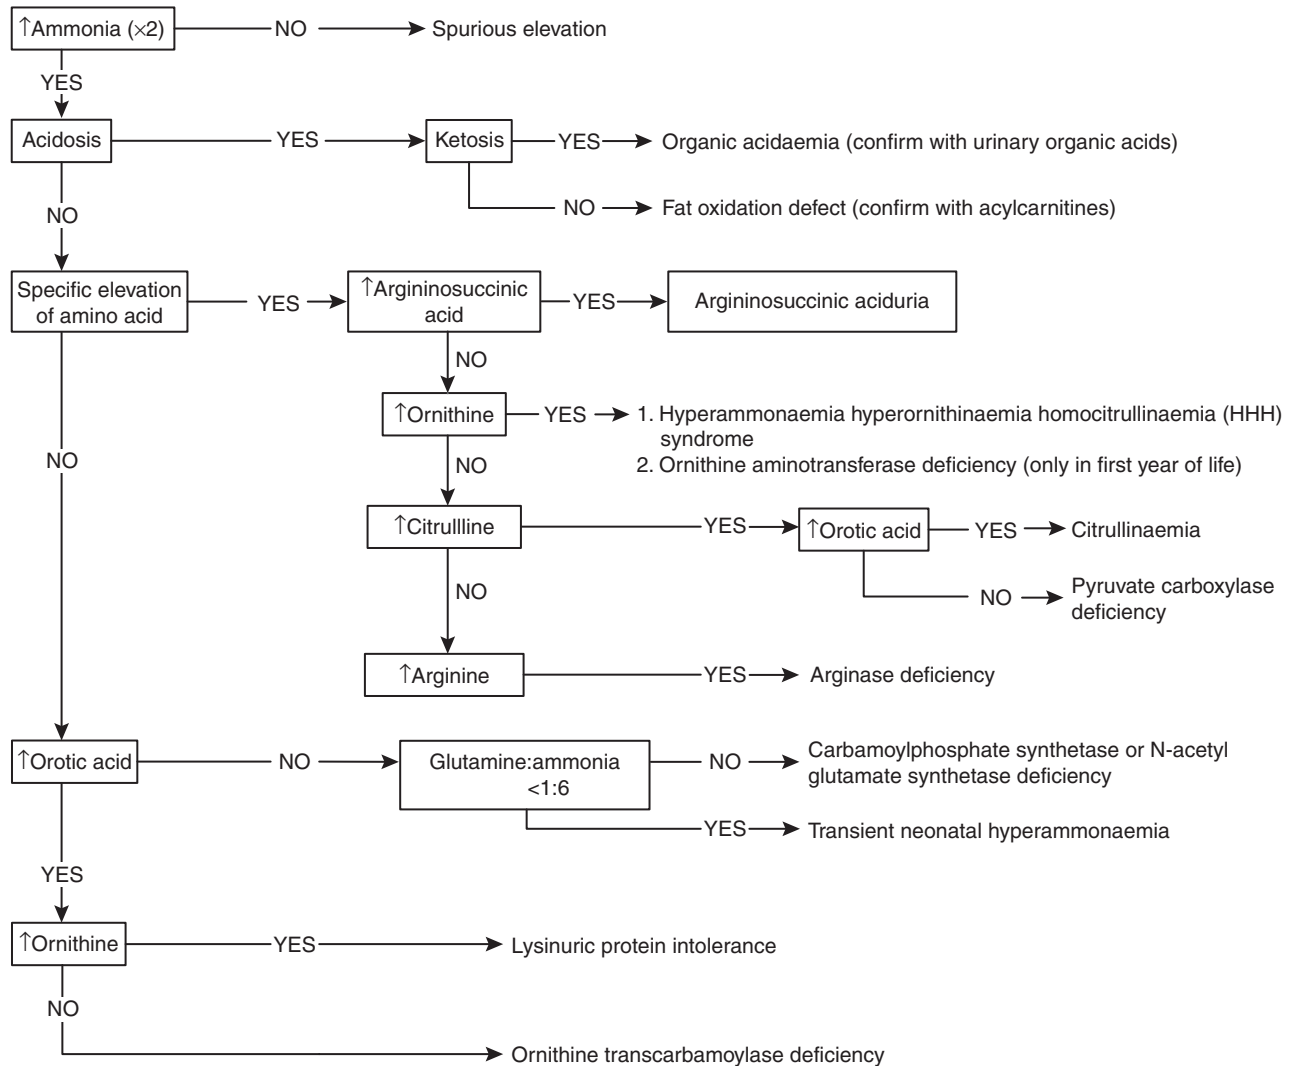 ↑Ammonia (×2)
NO
Spurious elevation
YES
Acidosis
YES
Ketosis
YES
Organic acidaemia (confirm with urinary organic acids)
NO
NO
Fat oxidation defect (confirm with acylcarnitines)
Specific elevation
of amino acid
YES
↑Argininosuccinic
acid
YES
Argininosuccinic aciduria
NO
↑Ornithine
YES
1. Hyperammonaemia hyperornithinaemia homocitrullinaemia (HHH)
syndrome
2. Ornithine aminotransferase deficiency (only in first year of life)
NO
NO
↑Citrullline
YES
↑Orotic acid
YES
Citrullinaemia
NO
NO
Pyruvate carboxylase
deficiency
↑Arginine
YES
Arginase deficiency
↑Orotic acid
NO
Glutamine:ammonia
<1:6
NO
Carbamoylphosphate synthetase or N-acetyl
glutamate synthetase deficiency
YES
Transient neonatal hyperammonaemia
YES
↑Ornithine
YES
Lysinuric protein intolerance
NO
Ornithine transcarbamoylase deficiency